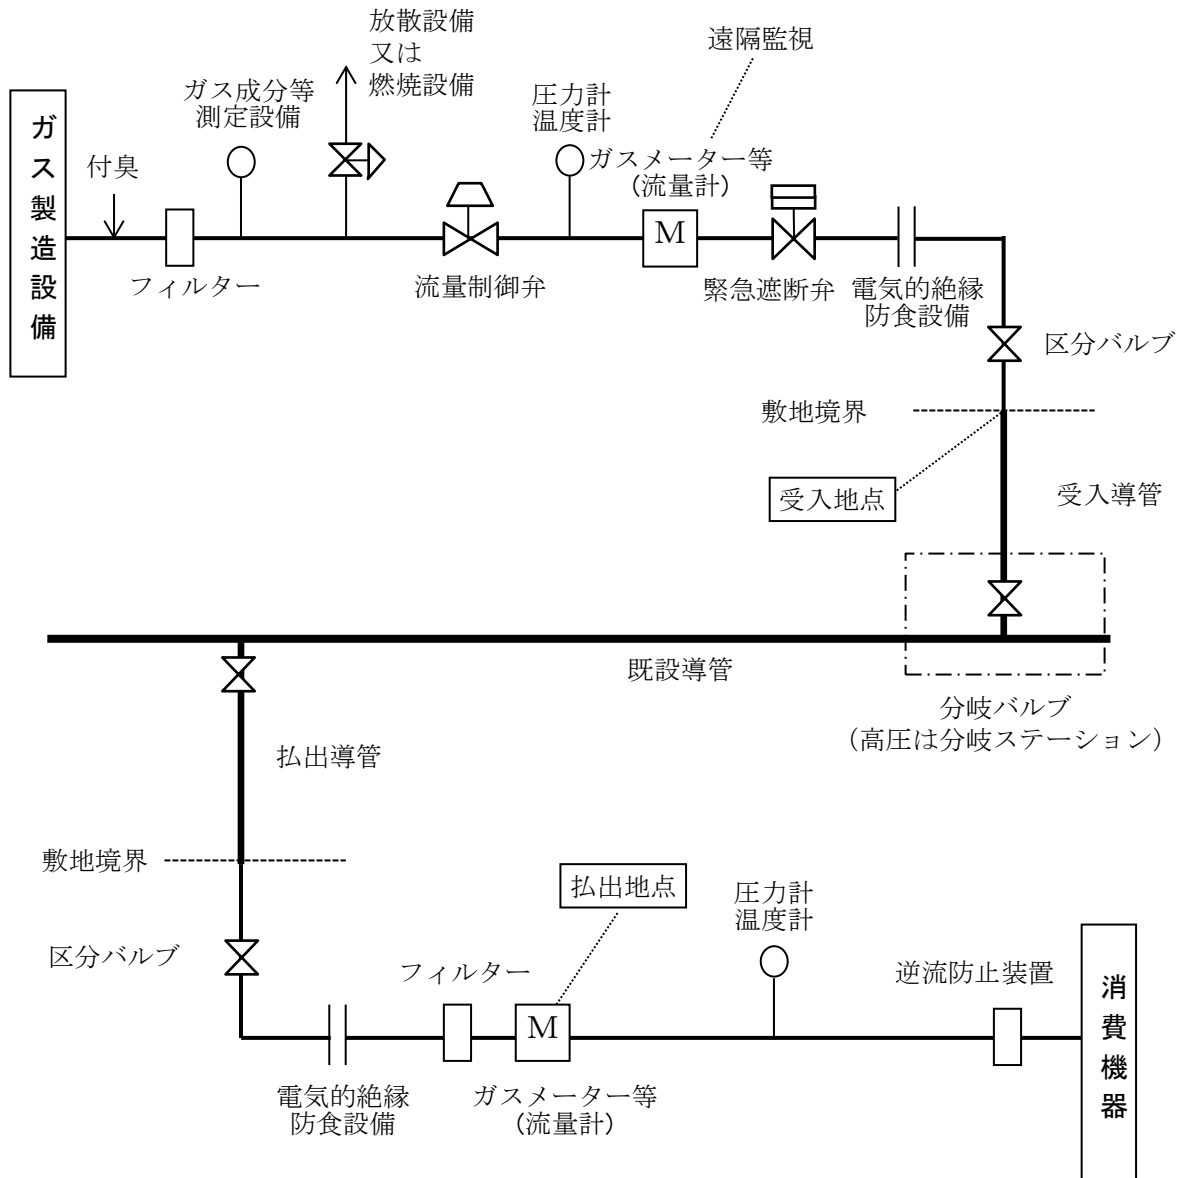 放散設備
又は
燃焼設備
遠隔監視
ガス成分等
測定設備
圧力計
温度計
ガス製造設備
付臭
ガスメーター等
（流量計）
M
フィルター
流量制御弁
緊急遮断弁
電気的絶縁
防食設備
区分バルブ
敷地境界
受入地点
受入導管
既設導管
分岐バルブ
（高圧は分岐ステーション）
払出導管
敷地境界
払出地点
圧力計
温度計
区分バルブ
フィルター
逆流防止装置
消費機器
M
電気的絶縁
防食設備
ガスメーター等
（流量計）